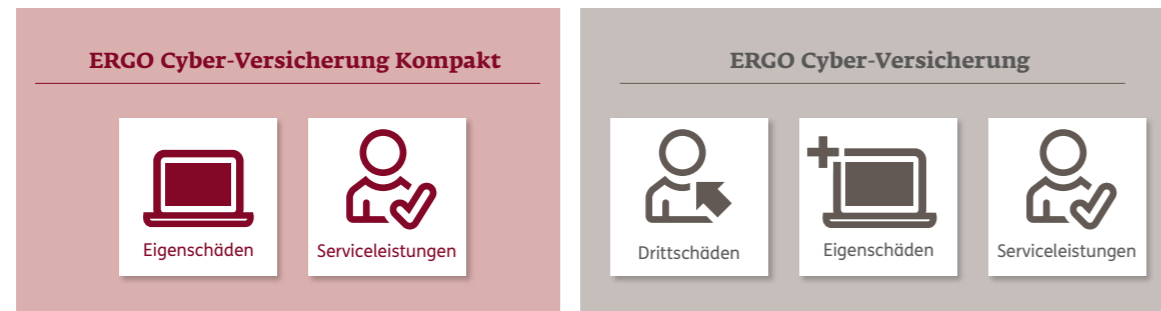 ERGO Cyber-Versicherung Kompakt
Eigenschäden
Serviceleistungen
ERGO Cyber-Versicherung
Drittschäden
Eigenschäden
Serviceleistungen